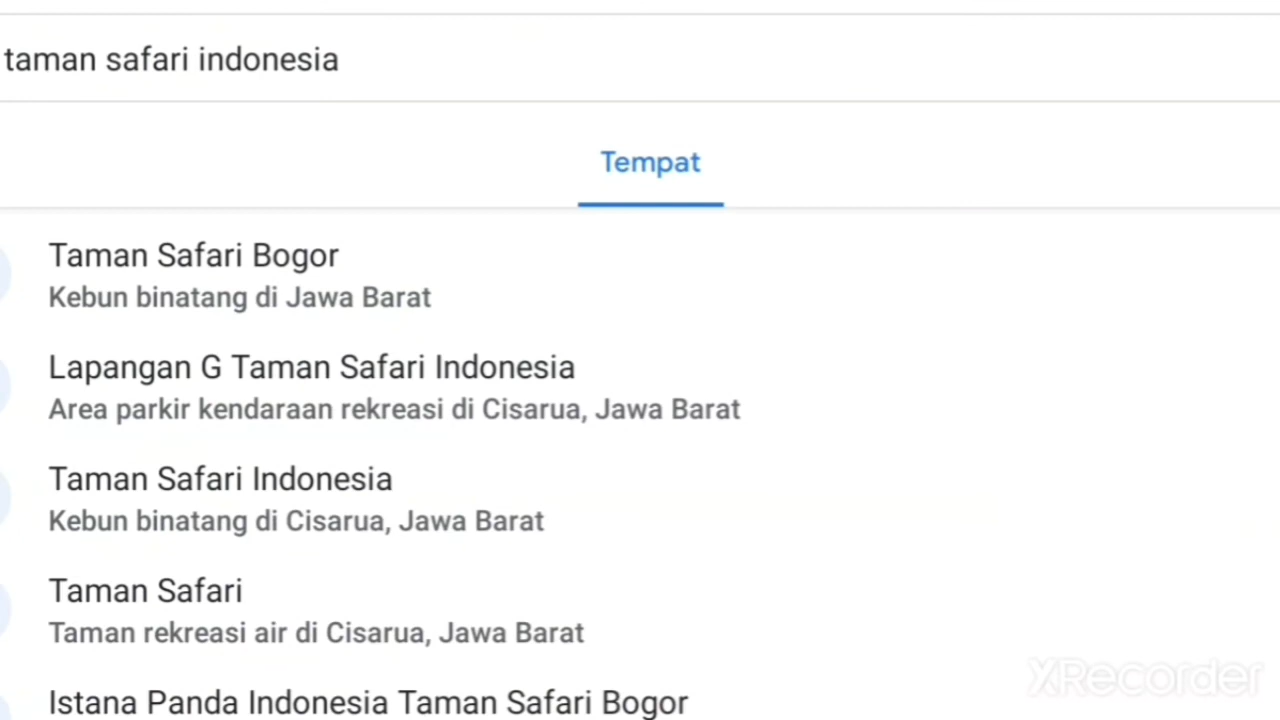 taman safari indonesia
Tempat
Taman Safari Bogor
Kebun binatang di Jawa Barat
Lapangan G Taman Safari Indonesia
Area parkir kendaraan rekreasi di Cisarua, Jawa Barat
Taman Safari Indonesia
Kebun binatang di Cisarua, Jawa Barat
Taman Safari
Taman rekreasi air di Cisarua, Jawa Barat
Istana Panda Indonesia Taman Safari Bogor
XRecorder